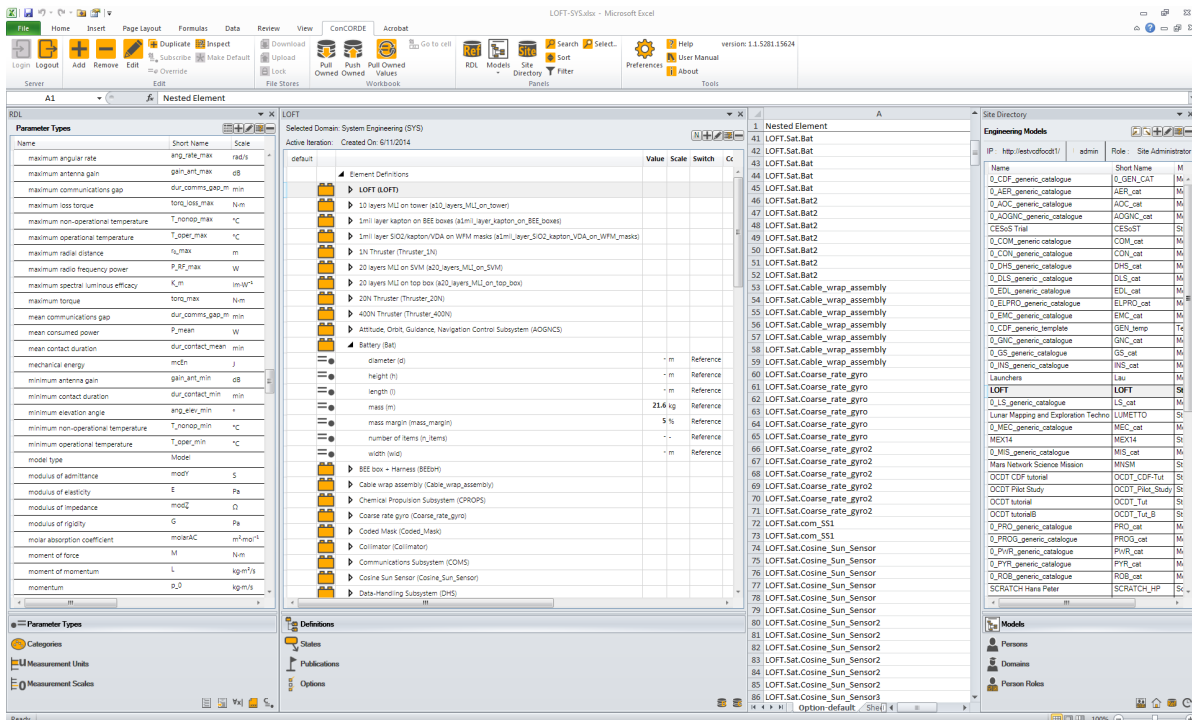 LOFT-SYS.xlsx - Microsoft Excel
File Home Insert Page Layout Formulas Data Review View ConCORDE Acrobat
Login Logout Add Remove Edit Duplicate Inspect Subscribe Make Default Override
Download Upload Lock Pull Owned Push Owned Pull Owned Values Go to cell
RDL Models Site Directory Search Select... Sort Filter Preferences Help User Manual About version: 1.1.5281.15624
Server Edit File Stores Workbook Panels Tools
A1 fx Nested Element
RDL
Parameter Types
Name Short Name Scale
maximum angular rate ang_rate_max rad/s
maximum antenna gain gain_ant_max dB
maximum communications gap dur_comms_gap_m min
maximum loss torque torq_loss_max N·m
maximum non-operational temperature T_nonop_max °C
maximum operational temperature T_oper_max °C
maximum radial distance m
maximum radio frequency power P_RF_max W
maximum spectral luminous efficacy K_m lm·W⁻¹
maximum torque torq_max N·m
mean communications gap dur_comms_gap_m min
mean consumed power P_mean W
mean contact duration dur_contact_mean min
mechanical energy mcEn J
minimum antenna gain gain_ant_min dB
minimum contact duration dur_contact_min min
minimum elevation angle ang_elev_min °
minimum non-operational temperature T_nonop_min °C
minimum operational temperature T_oper_min °C
model type Model
modulus of admittance modY S
modulus of elasticity E Pa
modulus of impedance modZ Ω
modulus of rigidity G Pa
molar absorption coefficient molarAC m²·mol⁻¹
moment of force M N·m
moment of momentum L kg·m²/s
momentum p_0 kg·m/s
Parameter Types
Categories
Measurement Units
Measurement Scales
LOFT
Selected Domain: System Engineering (SYS)
Active Iteration: Created On: 6/11/2014
default Value Scale Switch
Element Definitions
LOFT (LOFT)
10 layers MLI on tower (a10_layers_MLI_on_tower)
1mil layer kapton on BEE boxes (a1mil_layer_kapton_on_BEE_boxes)
1mil layer SiO2/kapton/VDA on WFM masks (a1mil_layer_SiO2_kapton_VDA_on_WFM_masks)
1N Thruster (Thruster_1N)
20 layers MLI on SVM (a20_layers_MLI_on_SVM)
20 layers MLI on top box (a20_layers_MLI_on_top_box)
20N Thruster (Thruster_20N)
400N Thruster (Thruster_400N)
Attitude, Orbit, Guidance, Navigation Control Subsystem (AOGNCS)
Battery (Bat)
diameter (d) - m Reference
height (h) - m Reference
length (l) - m Reference
mass (m) 21.6 kg Reference
mass margin (mass_margin) 5 % Reference
number of items (n_items) - - Reference
width (wid) - m Reference
BEE box + Harness (BEEbH)
Cable wrap assembly (Cable_wrap_assembly)
Chemical Propulsion Subsystem (CPROPS)
Coarse rate gyro (Coarse_rate_gyro)
Coded Mask (Coded_Mask)
Collimator (Collimator)
Communications Subsystem (COMS)
Cosine Sun Sensor (Cosine_Sun_Sensor)
Data-Handling Subsystem (DHS)
Definitions
States
Publications
Options
A
1 Nested Element
41 LOFT.Sat.Bat
42 LOFT.Sat.Bat
43 LOFT.Sat.Bat
44 LOFT.Sat.Bat
45 LOFT.Sat.Bat
46 LOFT.Sat.Bat2
47 LOFT.Sat.Bat2
48 LOFT.Sat.Bat2
49 LOFT.Sat.Bat2
50 LOFT.Sat.Bat2
51 LOFT.Sat.Bat2
52 LOFT.Sat.Bat2
53 LOFT.Sat.Cable_wrap_assembly
54 LOFT.Sat.Cable_wrap_assembly
55 LOFT.Sat.Cable_wrap_assembly
56 LOFT.Sat.Cable_wrap_assembly
57 LOFT.Sat.Cable_wrap_assembly
58 LOFT.Sat.Cable_wrap_assembly
59 LOFT.Sat.Cable_wrap_assembly
60 LOFT.Sat.Coarse_rate_gyro
61 LOFT.Sat.Coarse_rate_gyro
62 LOFT.Sat.Coarse_rate_gyro
63 LOFT.Sat.Coarse_rate_gyro
64 LOFT.Sat.Coarse_rate_gyro
65 LOFT.Sat.Coarse_rate_gyro
66 LOFT.Sat.Coarse_rate_gyro2
67 LOFT.Sat.Coarse_rate_gyro2
68 LOFT.Sat.Coarse_rate_gyro2
69 LOFT.Sat.Coarse_rate_gyro2
70 LOFT.Sat.Coarse_rate_gyro2
71 LOFT.Sat.Coarse_rate_gyro2
72 LOFT.Sat.com_SS1
73 LOFT.Sat.com_SS1
74 LOFT.Sat.Cosine_Sun_Sensor
75 LOFT.Sat.Cosine_Sun_Sensor
76 LOFT.Sat.Cosine_Sun_Sensor
77 LOFT.Sat.Cosine_Sun_Sensor
78 LOFT.Sat.Cosine_Sun_Sensor
79 LOFT.Sat.Cosine_Sun_Sensor
80 LOFT.Sat.Cosine_Sun_Sensor2
81 LOFT.Sat.Cosine_Sun_Sensor2
82 LOFT.Sat.Cosine_Sun_Sensor2
83 LOFT.Sat.Cosine_Sun_Sensor2
84 LOFT.Sat.Cosine_Sun_Sensor2
85 LOFT.Sat.Cosine_Sun_Sensor2
86 LOFT.Sat.Cosine_Sun_Sensor3
Option-default
Site Directory
Engineering Models
IP : http://estvcdfocdt1/ admin Role : Site Administrator
Name Short Name
0_CDF_generic_catalogue 0_GEN_CAT
0_AER_generic_catalogue AER_cat
0_AOC_generic_catalogue AOC_cat
0_AOGNC_generic_catalogue AOGNC_cat
CESoS Trial CESoST
0_COM_generic catalogue COM_cat
0_CON_generic_catalogue CON_cat
0_DHS_generic_catalogue DHS_cat
0_DLS_generic_catalogue DLS_cat
0_EDL_generic_catalogue EDL_cat
0_ELPRO_generic_catalogue ELPRO_cat
0_EMC_generic_catalogue EMC_cat
0_CDF_generic_template GEN_temp
0_GNC_generic_catalogue GNC_cat
0_GS_generic_catalogue GS_cat
0_INS_generic_catalogue INS_cat
Launchers Lau
LOFT LOFT
0_LS_generic_catalogue LS_cat
Lunar Mapping and Exploration Techno LUMETTO
0_MEC_generic_catalogue MEC_cat
MEX14 MEX14
0_MIS_generic_catalogue MIS_cat
Mars Network Science Mission MNSM
OCDT CDF tutorial OCDT_CDF-Tut
OCDT Pilot Study OCDT_Pilot_Study
OCDT tutorial OCDT_Tut
OCDT tutorialB OCDT_Tut_B
0_PRO_generic_catalogue PRO_cat
0_PROG_generic_catalogue PROG_cat
0_PWR_generic_catalogue PWR_cat
0_PYR_generic_catalogue PYR_cat
0_ROB_generic_catalogue ROB_cat
SCRATCH Hans Peter SCRATCH_HP
Models
Persons
Domains
Person Roles
Ready 100%